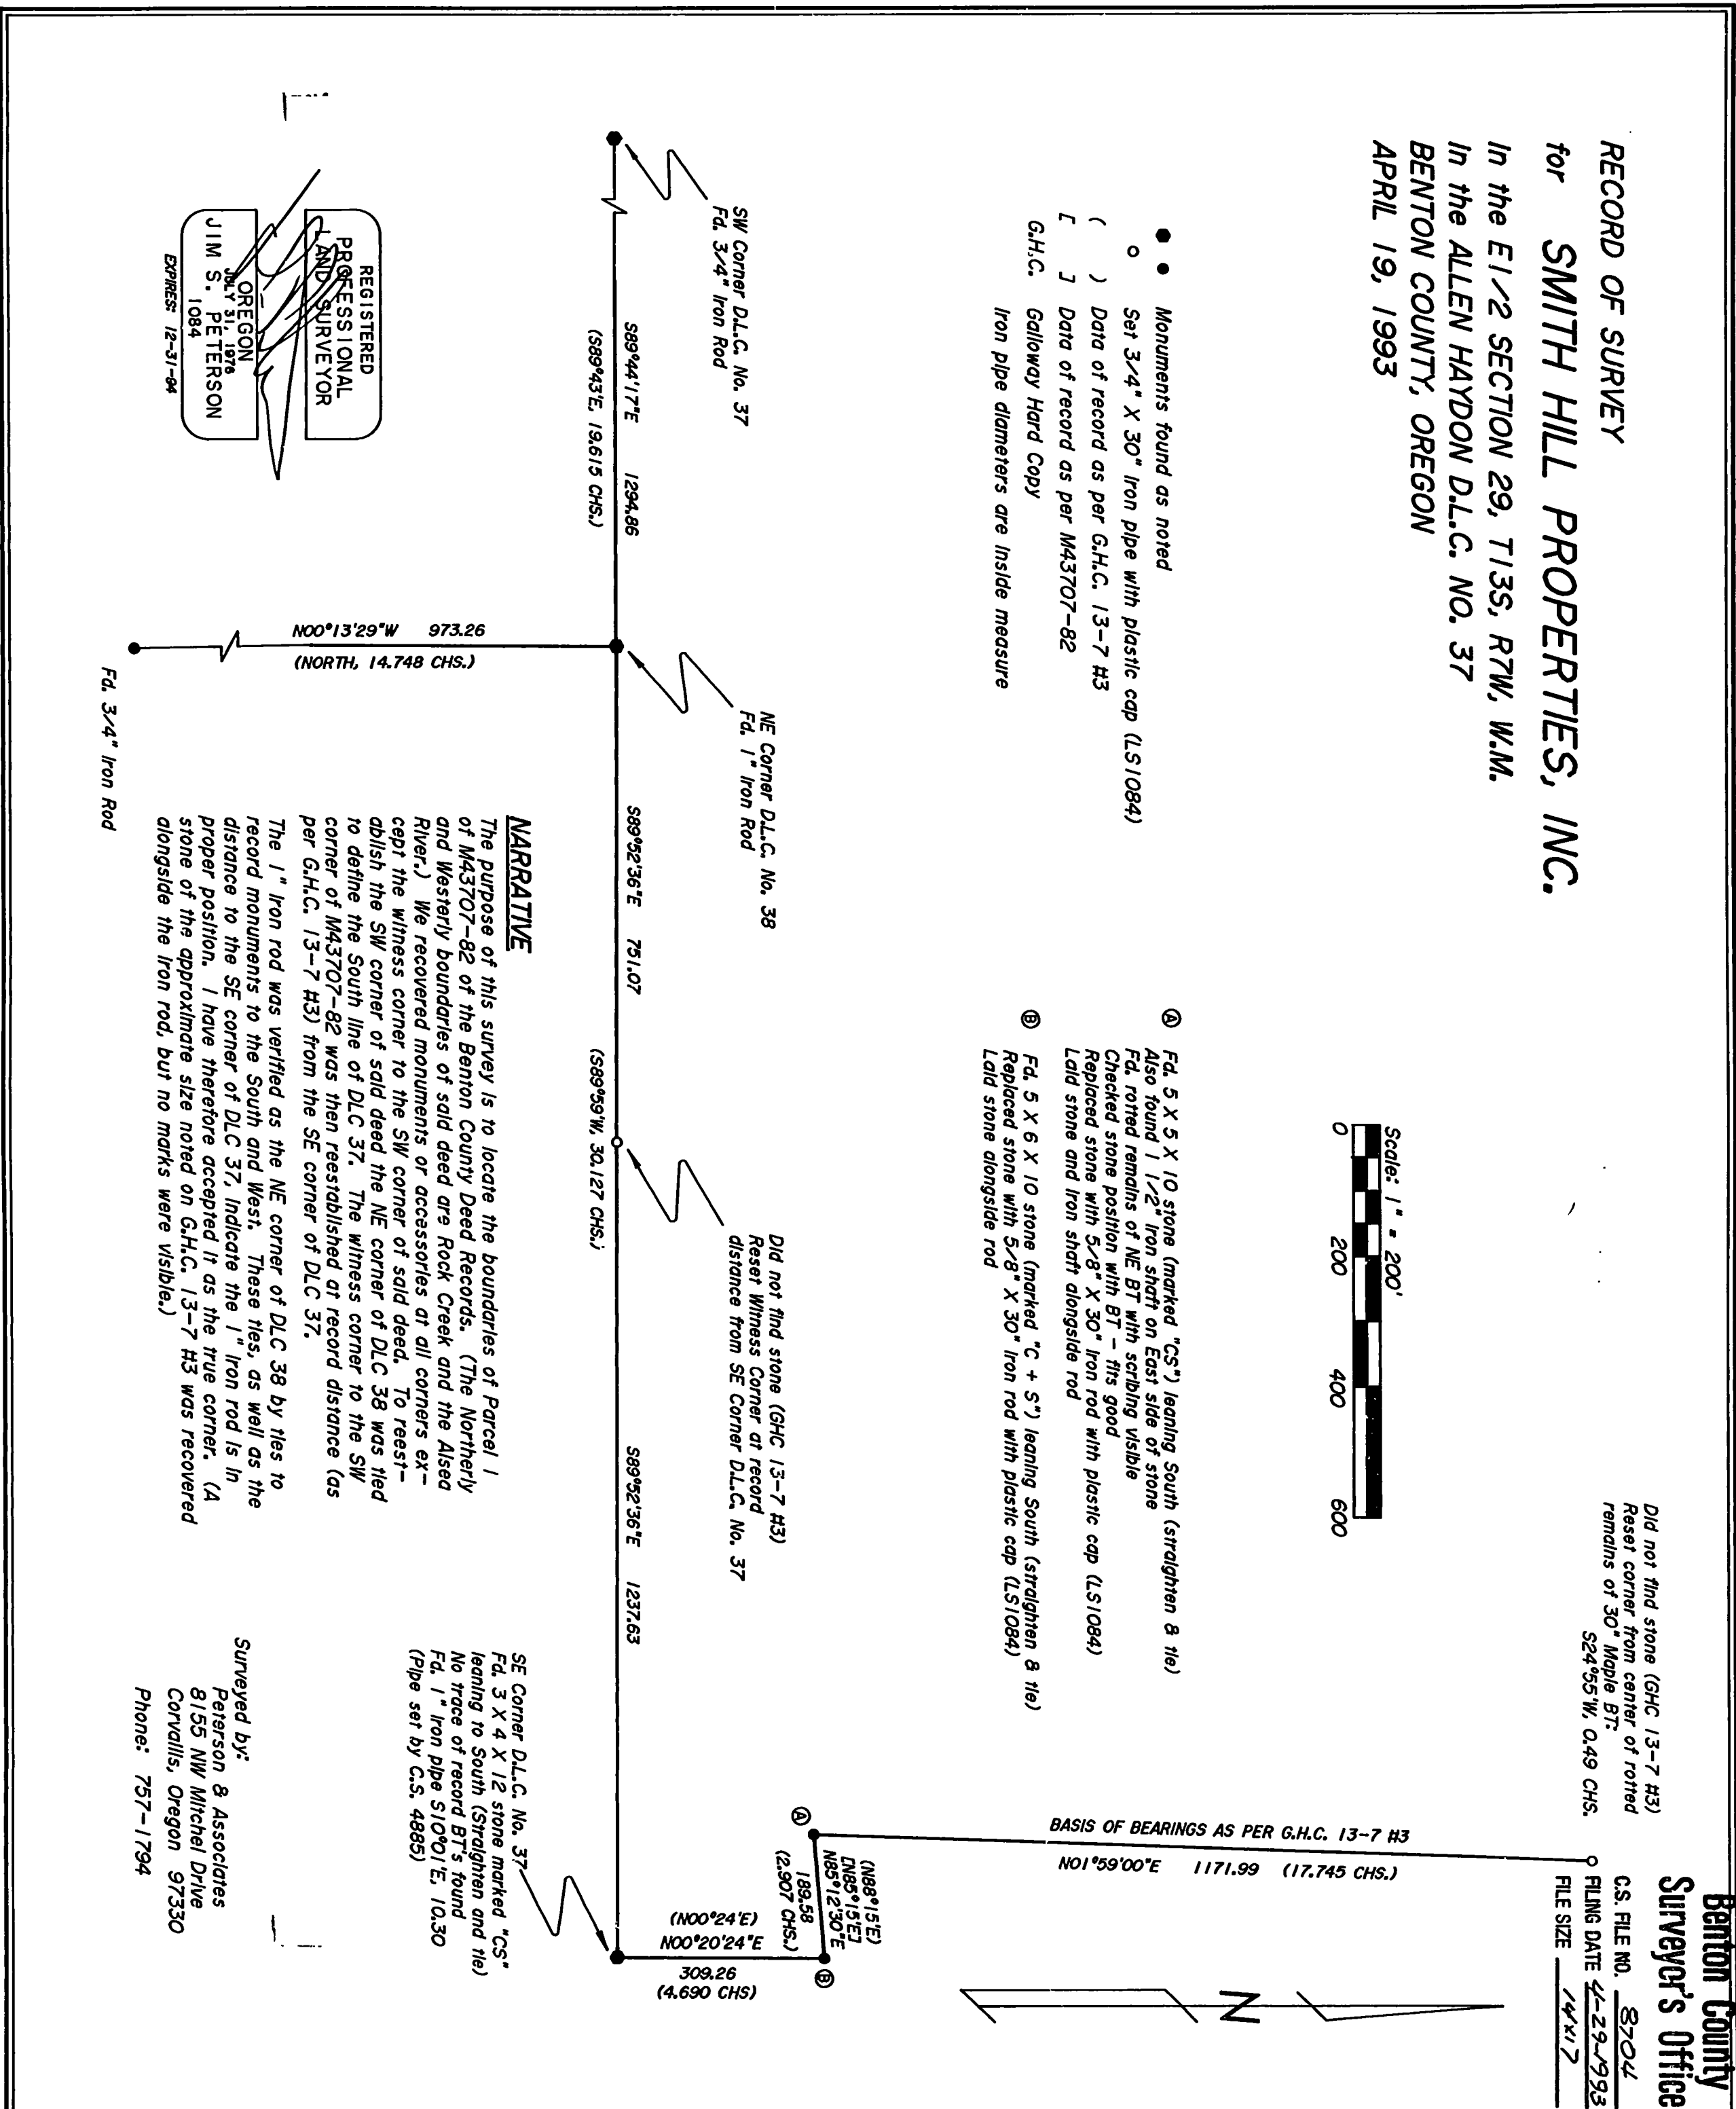 RECORD OF SURVEY
for SMITH HILL PROPERTIES, INC.
In the E1/2 SECTION 29, T13S, R7W, W.M.
In the ALLEN HAYDON D.L.C. NO. 37
BENTON COUNTY, OREGON
APRIL 19, 1993
Benton County
Surveyor's Office
C.S. FILE NO. 8704
FILING DATE 4-29-1993
FILE SIZE 14x17
Did not find stone (GHC 13-7 #3)
Reset corner from center of rotted
remains of 30" Maple BT:
S24°55'W, 0.49 CHS.
Scale: 1" = 200'
0 200 400 600
Monuments found as noted
Set 3/4" X 30" Iron pipe with plastic cap (LS1084)
( ) Data of record as per G.H.C. 13-7 #3
[ ] Data of record as per M43707-82
G.H.C. Galloway Hard Copy
Iron pipe diameters are inside measure
Ⓐ Fd. 5 X 5 X 10 stone (marked "CS") leaning South (straighten & tie)
Also found 1 1/2" Iron shaft on East side of stone
Fd. rotted remains of NE BT with scribing visible
Checked stone position with BT - fits good
Replaced stone with 5/8" X 30" Iron rod with plastic cap (LS1084)
Laid stone and Iron shaft alongside rod
Ⓑ Fd. 5 X 6 X 10 stone (marked "C + S") leaning South (straighten & tie)
Replaced stone with 5/8" X 30" Iron rod with plastic cap (LS1084)
Laid stone alongside rod
BASIS OF BEARINGS AS PER G.H.C. 13-7 #3
N01°59'00"E 1171.99 (17.745 CHS.)
Ⓐ
(N88°15'E)
[N85°15'E]
N85°12'30"E
189.58
(2.907 CHS.)
Ⓑ
(N00°24'E)
N00°20'24"E
309.26
(4.690 CHS)
N
SW Corner D.L.C. No. 37
Fd. 3/4" Iron Rod
NE Corner D.L.C. No. 38
Fd. 1" Iron Rod
Did not find stone (GHC 13-7 #3)
Reset Witness Corner at record
distance from SE Corner D.L.C. No. 37
S89°44'17"E 1294.86
(S89°43'E, 19.615 CHS.)
S89°52'36"E 751.07
(S89°59'W, 30.127 CHS.)
S89°52'36"E 1237.63
SE Corner D.L.C. No. 37
Fd. 3 X 4 X 12 stone marked "CS"
leaning to South (Straighten and tie)
No trace of record BT's found
Fd. 1" Iron pipe S10°01'E, 10.30
(Pipe set by C.S. 4885)
N00°13'29"W 973.26
(NORTH, 14.748 CHS.)
Fd. 3/4" Iron Rod
NARRATIVE
The purpose of this survey is to locate the boundaries of Parcel 1
of M43707-82 of the Benton County Deed Records. (The Northerly
and Westerly boundaries of said deed are Rock Creek and the Alsea
River.) We recovered monuments or accessories at all corners ex-
cept the witness corner to the SW corner of said deed. To reest-
ablish the SW corner of said deed the NE corner of DLC 38 was tied
to define the South line of DLC 37. The witness corner to the SW
corner of M43707-82 was then reestablished at record distance (as
per G.H.C. 13-7 #3) from the SE corner of DLC 37.
The 1" Iron rod was verified as the NE corner of DLC 38 by ties to
record monuments to the South and West. These ties, as well as the
distance to the SE corner of DLC 37, indicate the 1" Iron rod is in
proper position. I have therefore accepted it as the true corner. (A
stone of the approximate size noted on G.H.C. 13-7 #3 was recovered
alongside the iron rod, but no marks were visible.)
REGISTERED
PROFESSIONAL
LAND SURVEYOR
OREGON
JULY 31, 1976
JIM S. PETERSON
1084
EXPIRES: 12-31-94
Surveyed by:
Peterson & Associates
8155 NW Mitchel Drive
Corvallis, Oregon 97330
Phone: 757-1794